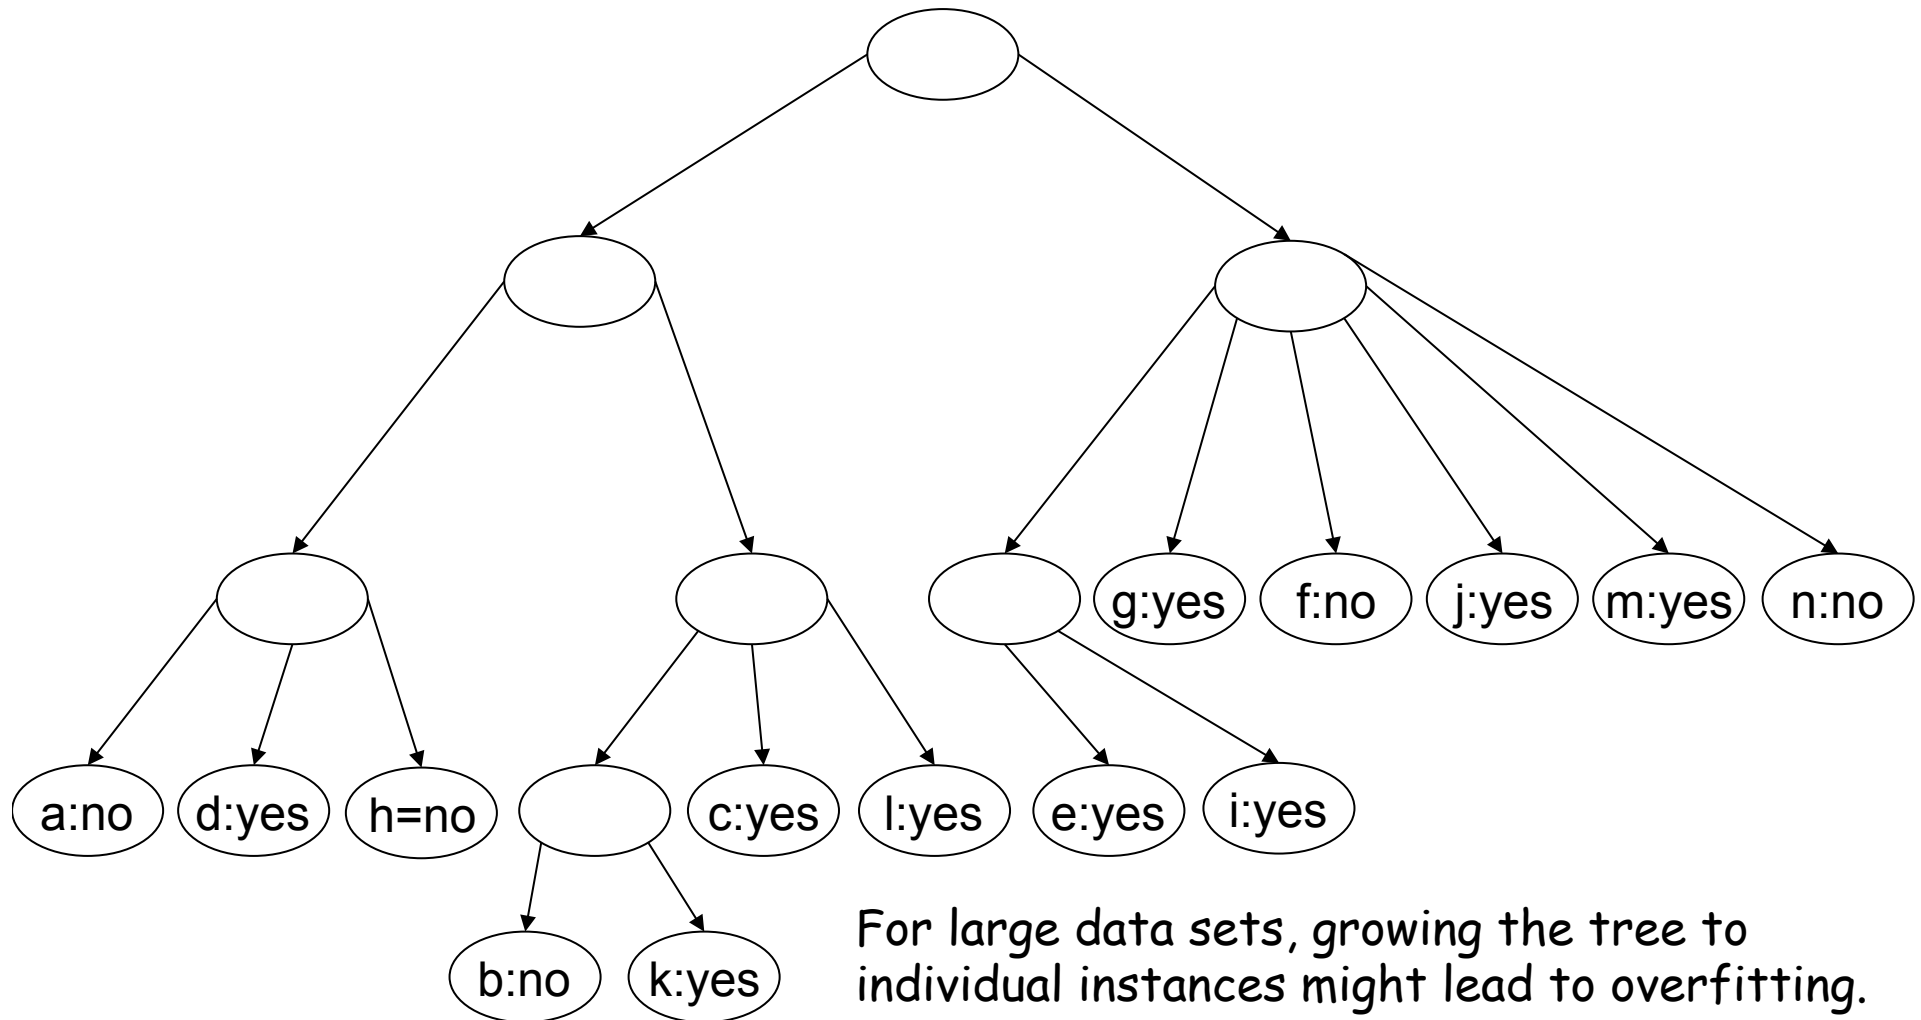 g:yes f:no j:yes m:yes n:no
a:no d:yes h=no c:yes l:yes e:yes i:yes
b:no k:yes
For large data sets, growing the tree to
individual instances might lead to overfitting.